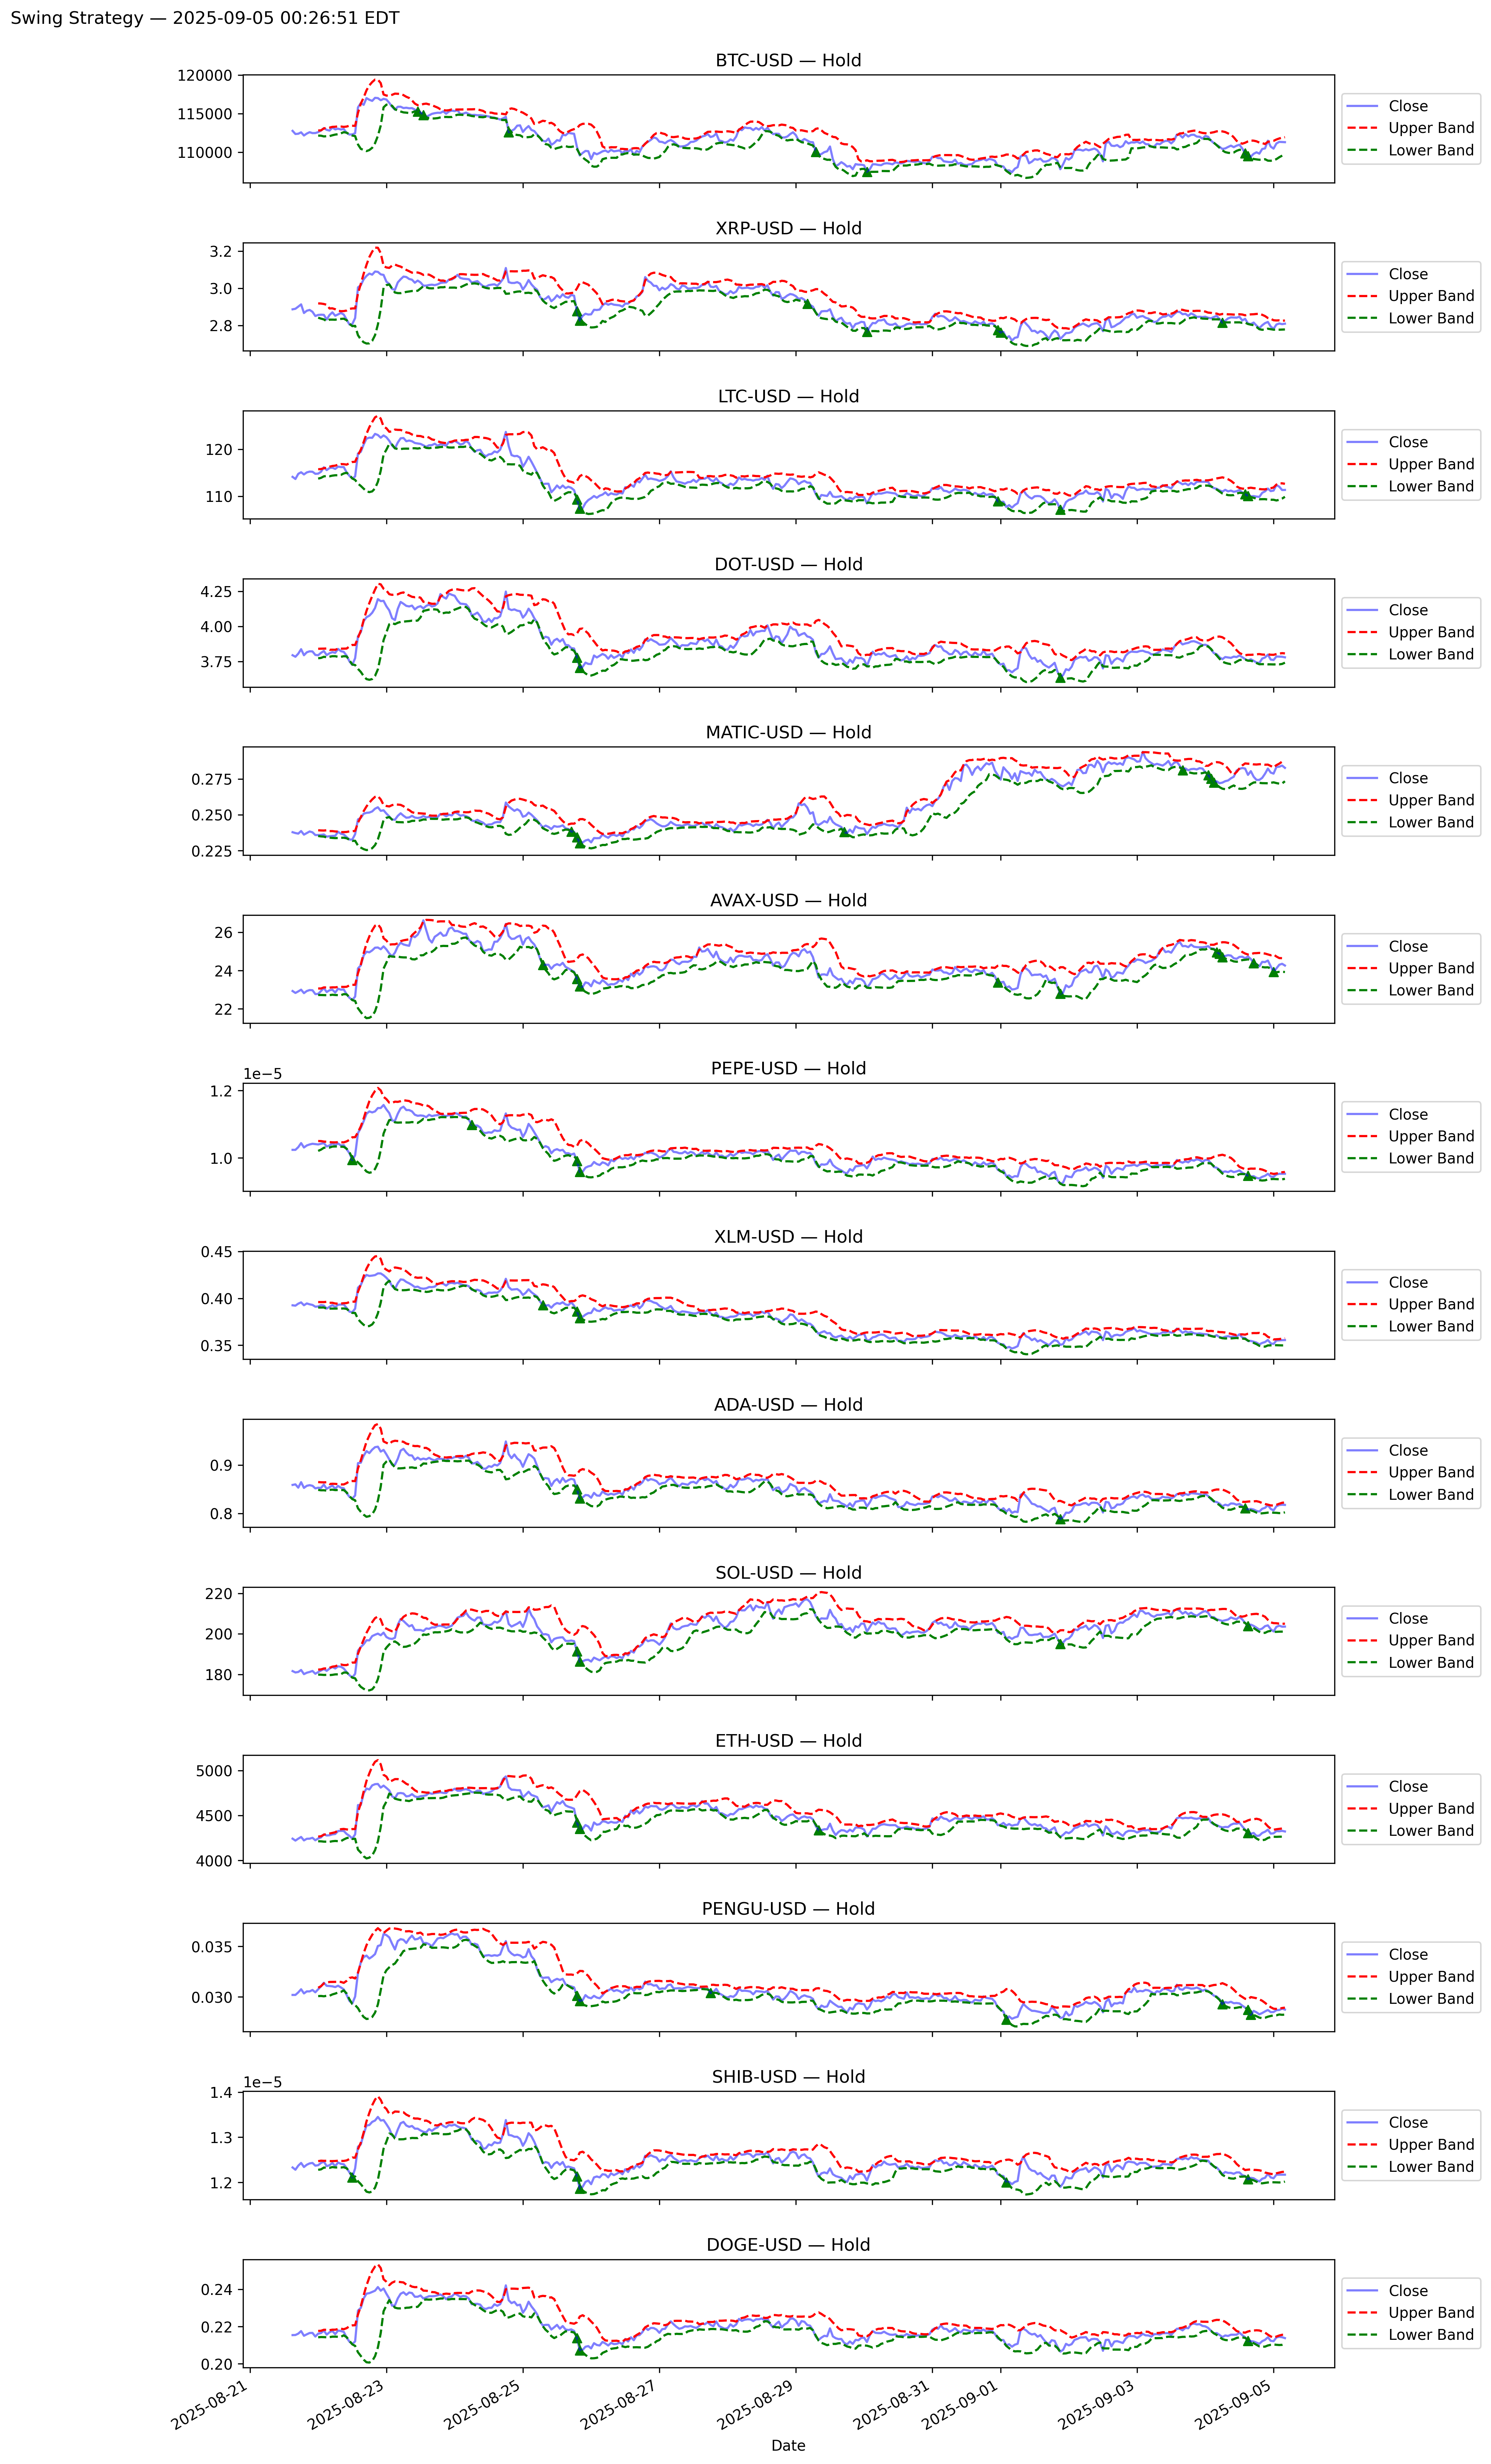 Swing Strategy — 2025-09-05 00:26:51 EDT
BTC-USD — Hold
120000
115000
110000
Close
Upper Band
Lower Band
XRP-USD — Hold
3.2
3.0
2.8
Close
Upper Band
Lower Band
LTC-USD — Hold
120
110
Close
Upper Band
Lower Band
DOT-USD — Hold
4.25
4.00
3.75
Close
Upper Band
Lower Band
MATIC-USD — Hold
0.275
0.250
0.225
Close
Upper Band
Lower Band
AVAX-USD — Hold
26
24
22
Close
Upper Band
Lower Band
PEPE-USD — Hold
1e−5
1.2
1.0
Close
Upper Band
Lower Band
XLM-USD — Hold
0.45
0.40
0.35
Close
Upper Band
Lower Band
ADA-USD — Hold
0.9
0.8
Close
Upper Band
Lower Band
SOL-USD — Hold
220
200
180
Close
Upper Band
Lower Band
ETH-USD — Hold
5000
4500
4000
Close
Upper Band
Lower Band
PENGU-USD — Hold
0.035
0.030
Close
Upper Band
Lower Band
SHIB-USD — Hold
1e−5
1.4
1.3
1.2
Close
Upper Band
Lower Band
DOGE-USD — Hold
0.24
0.22
0.20
Close
Upper Band
Lower Band
2025-08-21
2025-08-23
2025-08-25
2025-08-27
2025-08-29
2025-08-31
2025-09-01
2025-09-03
2025-09-05
Date